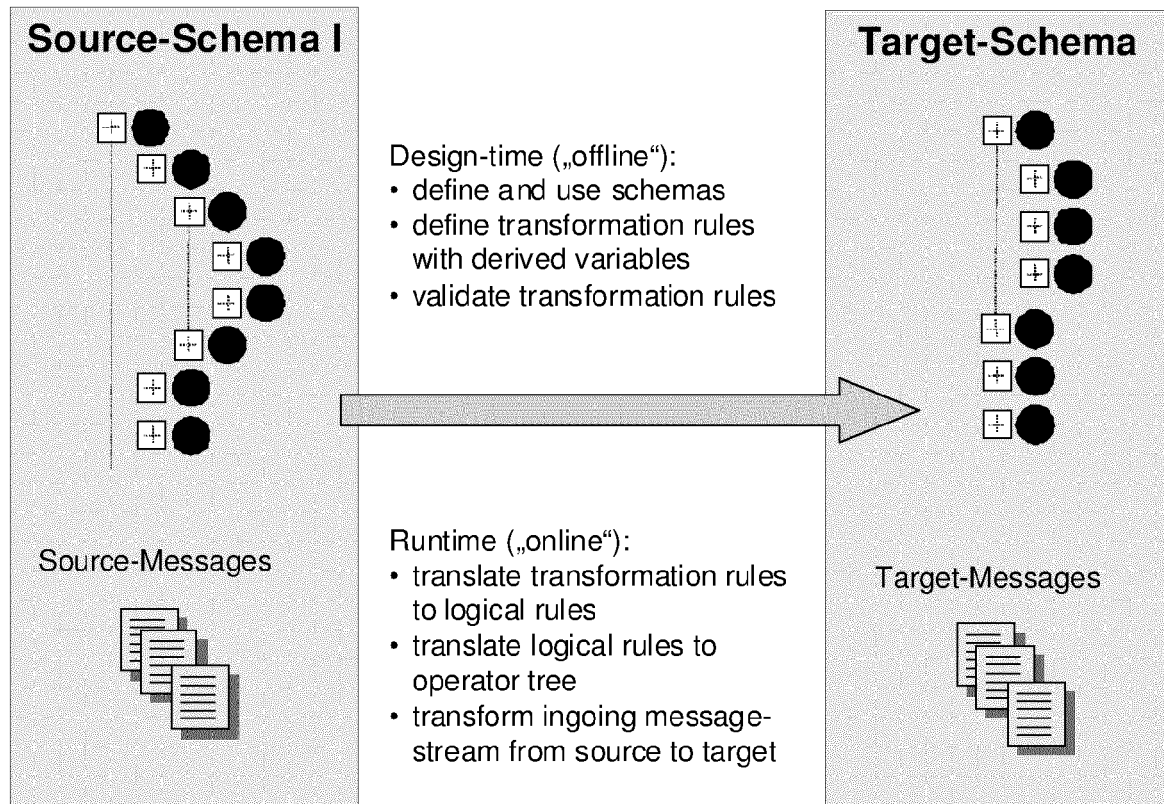 Source-Schema I
Target-Schema
Design-time („offline“):
• define and use schemas
• define transformation rules
with derived variables
• validate transformation rules
Source-Messages
Runtime („online“):
• translate transformation rules
to logical rules
• translate logical rules to
operator tree
• transform ingoing message-
stream from source to target
Target-Messages